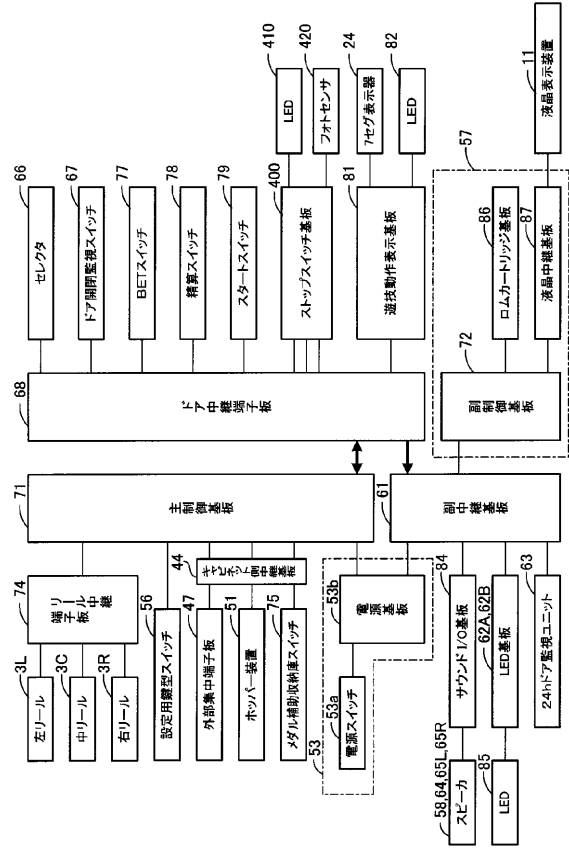 3L
左リール
3C
中リール
3R
右リール
74
リール中継
端子板
56
設定用鍵型スイッチ
47
外部集中端子板
51
ホッパー装置
75
メダル補助収納庫スイッチ
44
キャビネット側中継基板
53
53a
電源スイッチ
53b
電源基板
71
主制御基板
68
ドア中継端子板
66
セレクタ
67
ドア開閉監視スイッチ
77
BETスイッチ
78
精算スイッチ
79
スタートスイッチ
400
ストップスイッチ基板
410
LED
420
フォトセンサ
81
遊技動作表示基板
24
7セグ表示器
82
LED
61
副中継基板
58,64,65L,65R
スピーカ
84
サウンドI/O基板
85
LED
62A,62B
LED基板
63
24hドア監視ユニット
57
72
副制御基板
86
ロムカートリッジ基板
87
液晶中継基板
11
液晶表示装置